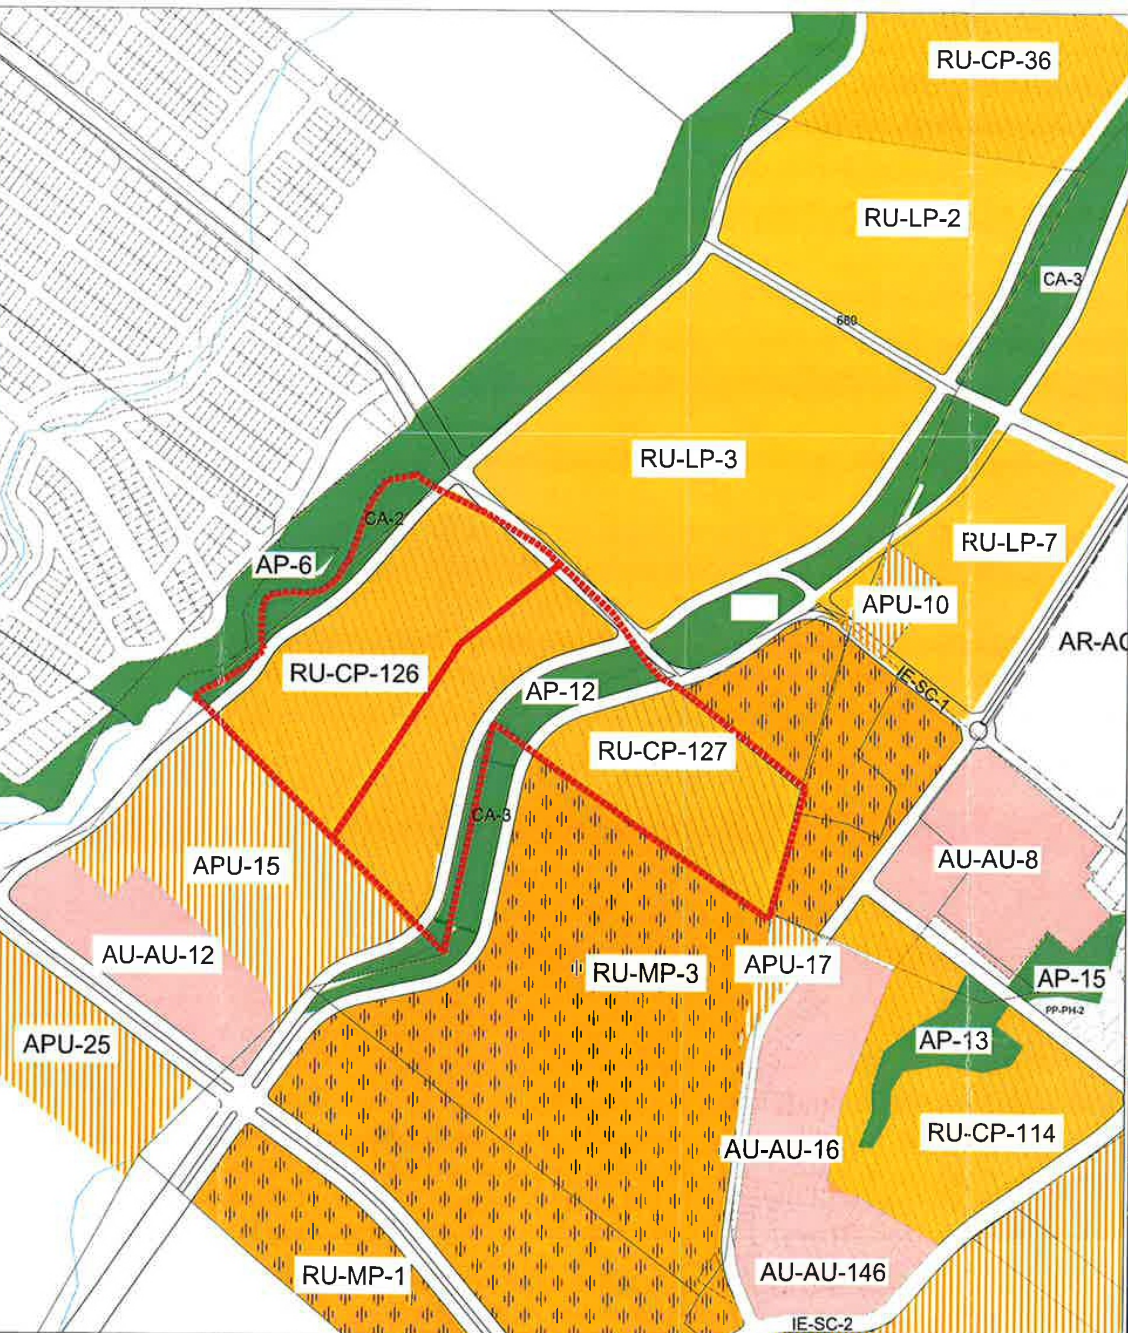 RU-CP-36
RU-LP-2
CA-3
680
RU-LP-3
CA-2
RU-LP-7
AP-6
APU-10
AR-AC
RU-CP-126
AP-12
IE-SC-1
RU-CP-127
CA-3
APU-15
AU-AU-8
AU-AU-12
RU-MP-3
APU-17
AP-15
PP-PH-2
APU-25
AP-13
RU-CP-114
AU-AU-16
RU-MP-1
AU-AU-146
IE-SC-2